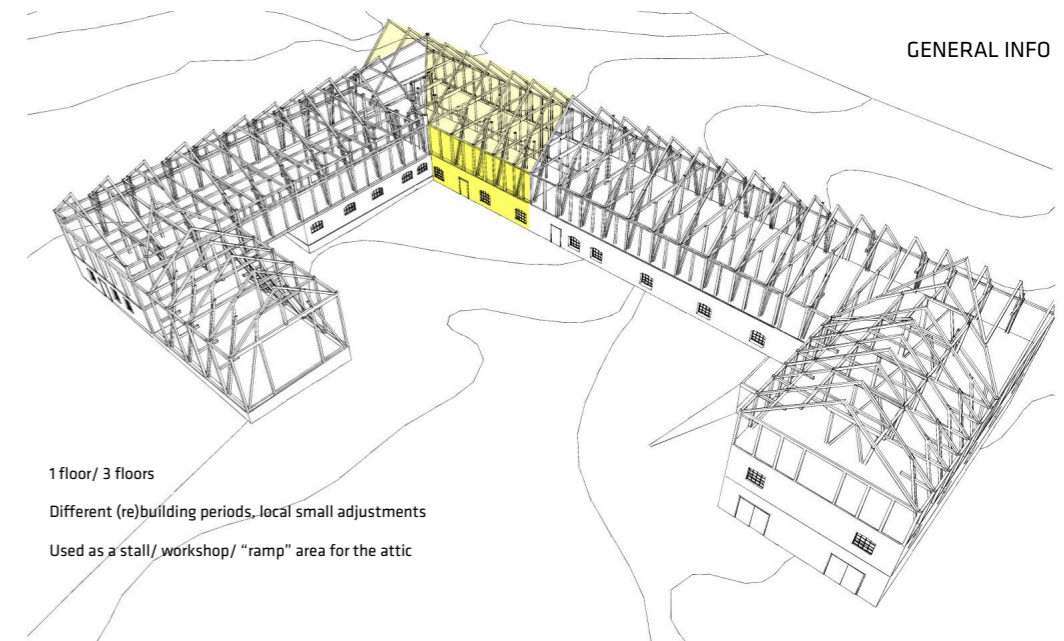 GENERAL INFO
1 floor/ 3 floors
Different (re)building periods, local small adjustments
Used as a stall/ workshop/ “ramp” area for the attic